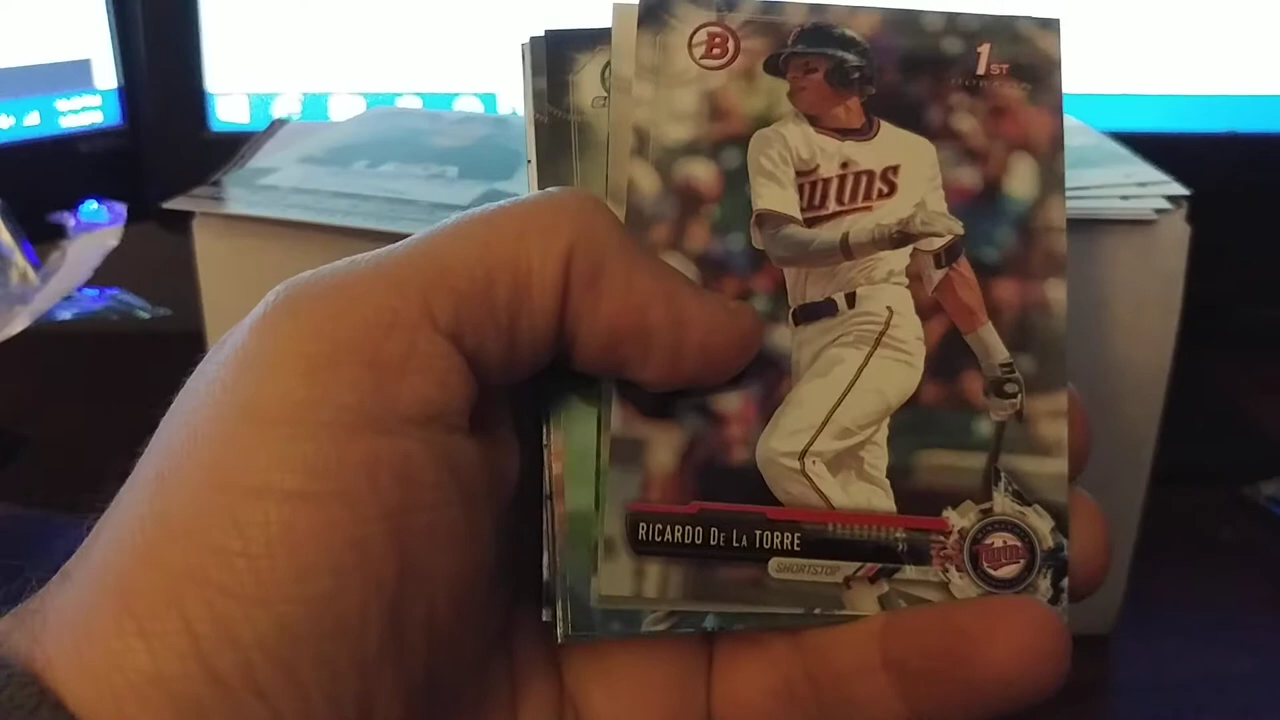 B
1ST
Twins
RICARDO DE LA TORRE
SHORTSTOP
Twins